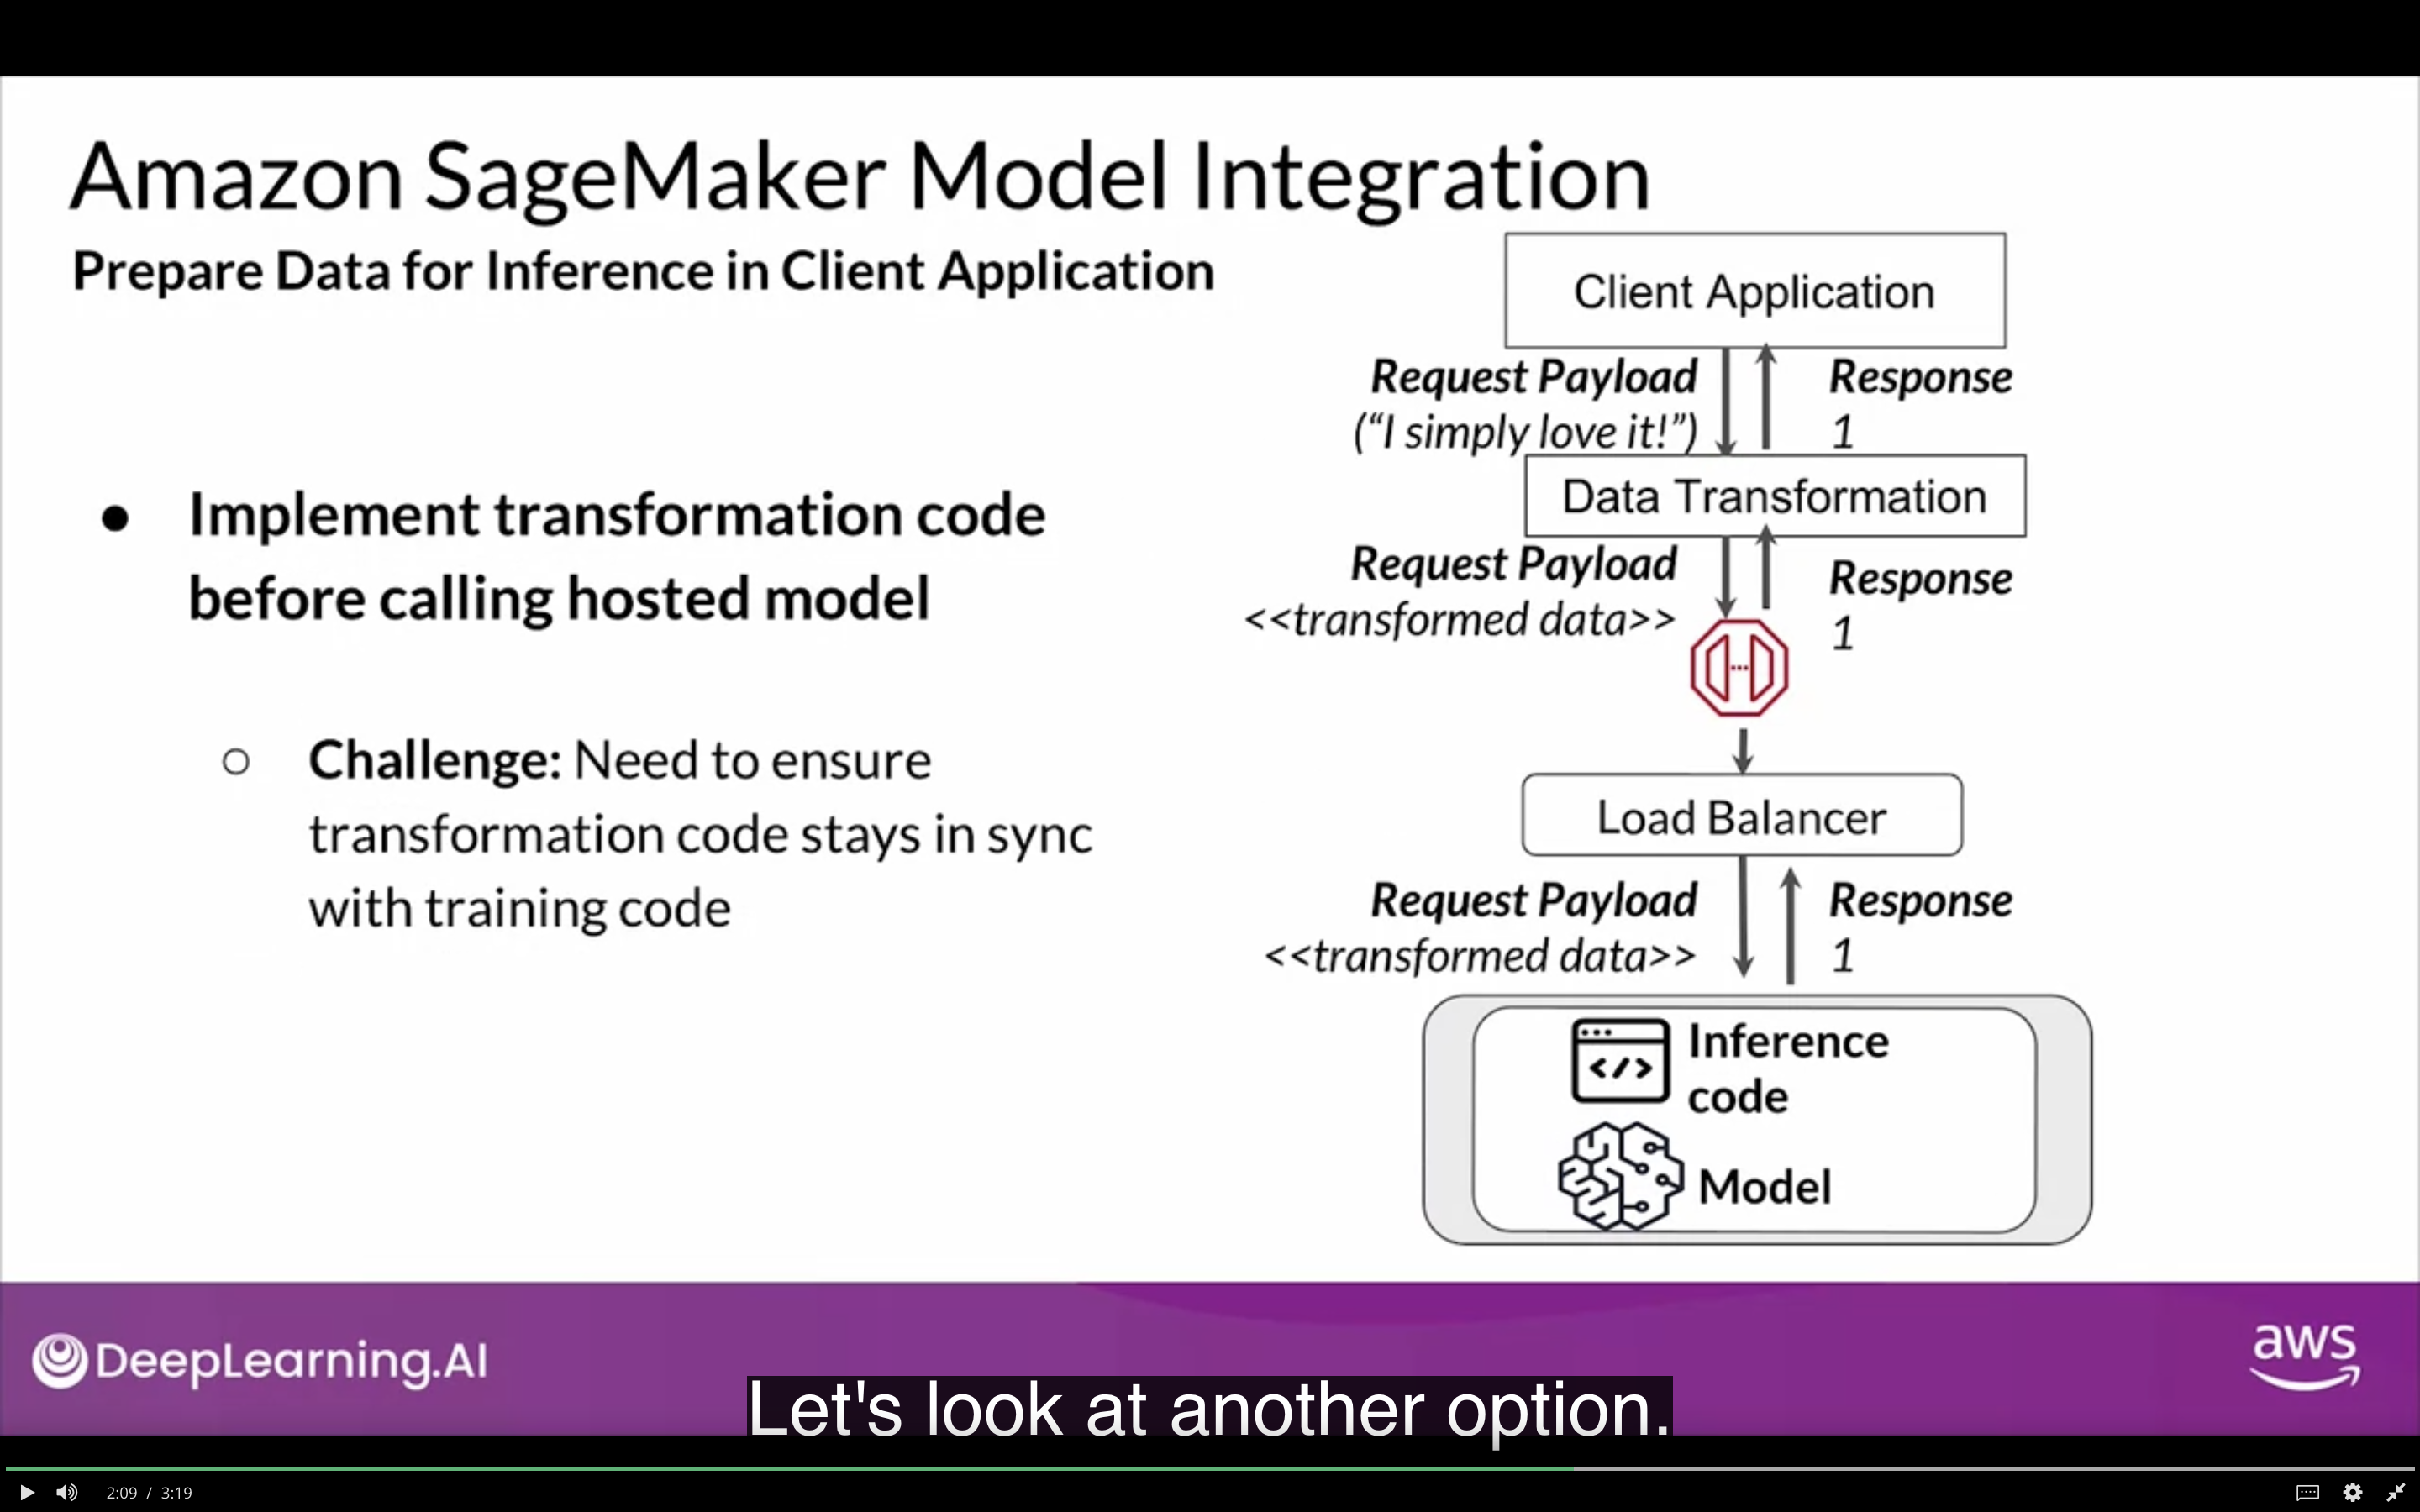 Amazon SageMaker Model Integration
Prepare Data for Inference in Client Application
● Implement transformation code
before calling hosted model
○ Challenge: Need to ensure
transformation code stays in sync
with training code
Client Application
Request Payload
("I simply love it!")
Response
1
Data Transformation
Request Payload
<<transformed data>>
Response
1
Load Balancer
Request Payload
<<transformed data>>
Response
1
Inference
code
Model
DeepLearning.AI
aws
Let's look at another option.
2:09 / 3:19